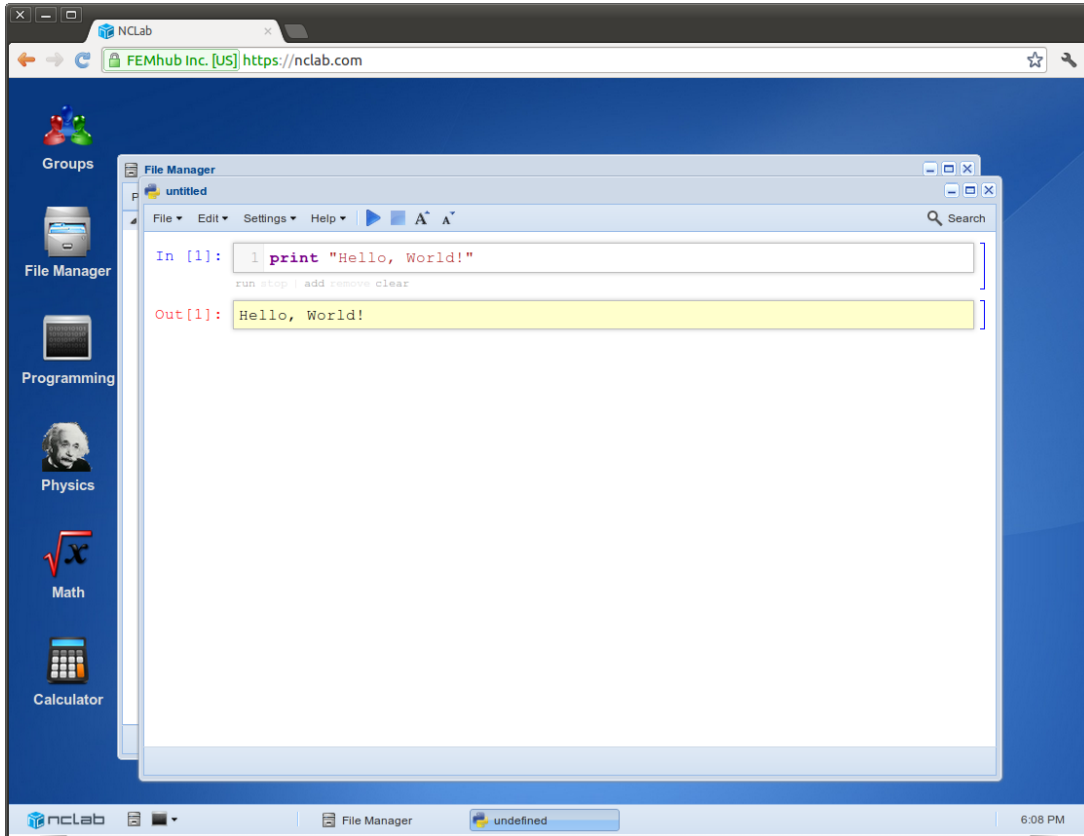 NCLab
FEMhub Inc. [US] https://nclab.com
Groups
File Manager
Programming
Physics
Math
Calculator
File Manager
P
untitled
File Edit Settings Help A A Search
In [1]: 1 print "Hello, World!"
run stop | add remove clear
Out[1]: Hello, World!
nclab File Manager undefined 6:08 PM